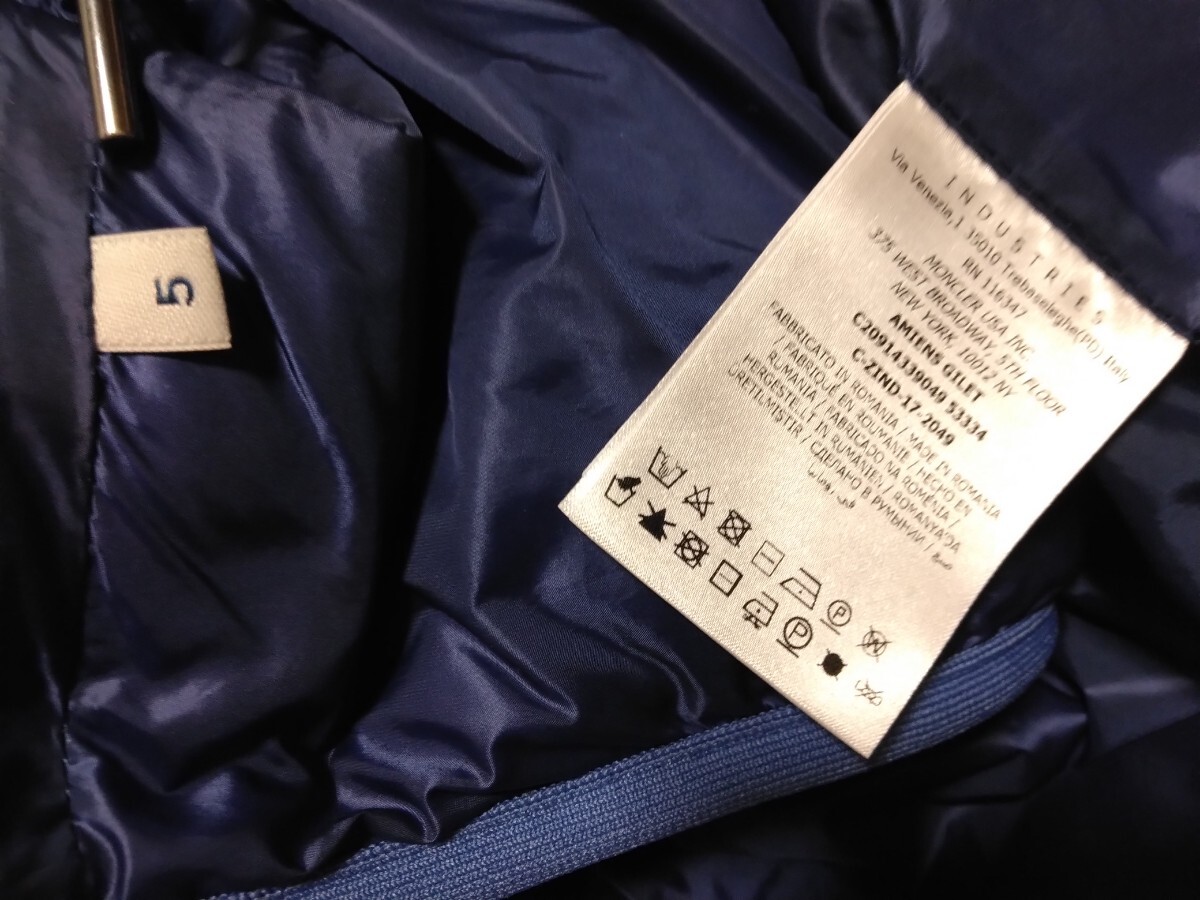 5
INDUSTRIES
Via Venezia,1 35010 Trebaseleghe(PD) Italy
RN 116347
MONCLER USA INC.
375 WEST BROADWAY, 5TH FLOOR
NEW YORK, 10012 NY
AMIENS GILET
C20914339049 53334
C-ZIND-17-2049
FABBRICATO IN ROMANIA / MADE IN ROMANIA
/ FABRIQUÉ EN ROUMANIE / HECHO EN
RUMANIA / FABRICADO NA ROMÉNIA /
HERGESTELLT IN RUMÄNIEN / ROMANYA'DA
ÜRETILMISTIR / СДЕЛАНО В РУМЫНИИ /
P
W
P